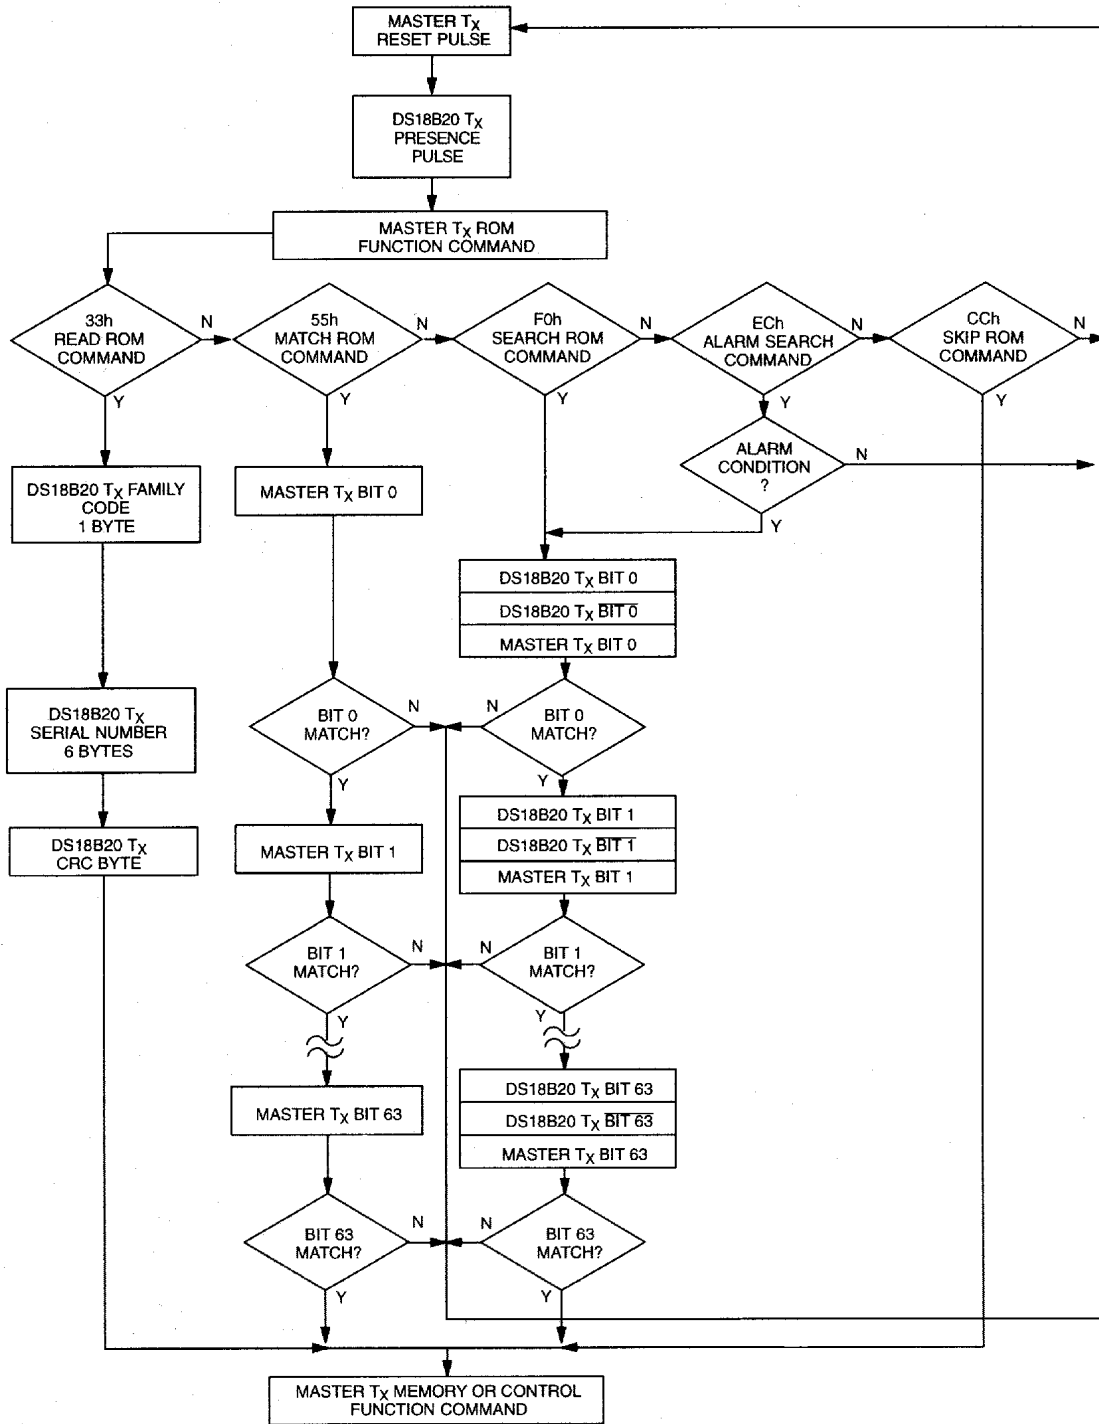 MASTER TX
RESET PULSE
DS18B20 TX
PRESENCE
PULSE
MASTER TX ROM
FUNCTION COMMAND
33h
READ ROM
COMMAND
N
Y
55h
MATCH ROM
COMMAND
N
Y
F0h
SEARCH ROM
COMMAND
N
Y
ECh
ALARM SEARCH
COMMAND
N
Y
CCh
SKIP ROM
COMMAND
N
Y
ALARM
CONDITION
?
N
Y
DS18B20 TX FAMILY
CODE
1 BYTE
MASTER TX BIT 0
DS18B20 TX BIT 0
DS18B20 TX B̅I̅T̅ ̅0̅
MASTER TX BIT 0
DS18B20 TX
SERIAL NUMBER
6 BYTES
BIT 0
MATCH?
N
Y
N
BIT 0
MATCH?
Y
DS18B20 TX
CRC BYTE
MASTER TX BIT 1
DS18B20 TX BIT 1
DS18B20 TX B̅I̅T̅ ̅1̅
MASTER TX BIT 1
BIT 1
MATCH?
N
Y
N
BIT 1
MATCH?
Y
MASTER TX BIT 63
DS18B20 TX BIT 63
DS18B20 TX B̅I̅T̅ ̅6̅3̅
MASTER TX BIT 63
BIT 63
MATCH?
N
Y
N
BIT 63
MATCH?
Y
MASTER TX MEMORY OR CONTROL
FUNCTION COMMAND